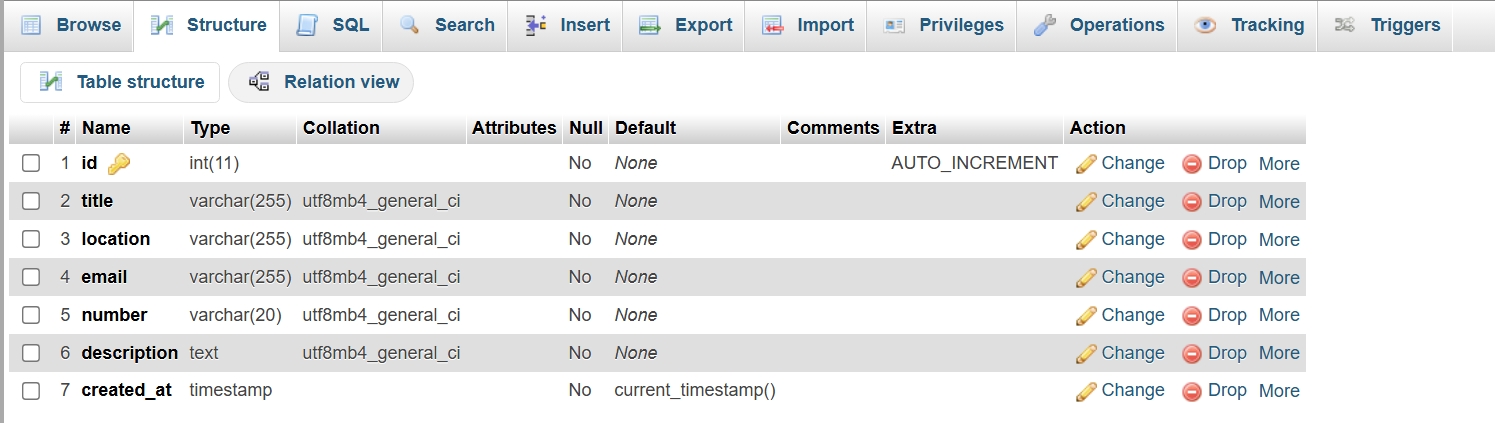 Browse Structure SQL Search Insert Export Import Privileges Operations Tracking Triggers
Table structure Relation view
# Name Type Collation Attributes Null Default Comments Extra Action
1 id int(11) No None AUTO_INCREMENT Change Drop More
2 title varchar(255) utf8mb4_general_ci No None Change Drop More
3 location varchar(255) utf8mb4_general_ci No None Change Drop More
4 email varchar(255) utf8mb4_general_ci No None Change Drop More
5 number varchar(20) utf8mb4_general_ci No None Change Drop More
6 description text utf8mb4_general_ci No None Change Drop More
7 created_at timestamp No current_timestamp() Change Drop More